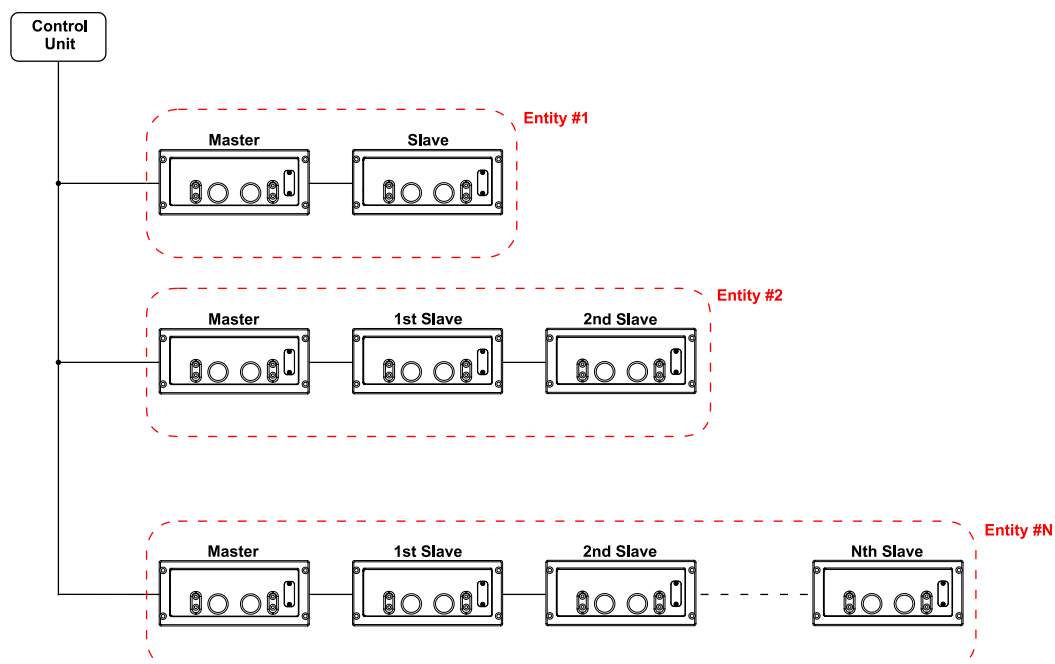 Control
Unit
Entity #1
Master
Slave
Entity #2
Master
1st Slave
2nd Slave
Entity #N
Master
1st Slave
2nd Slave
Nth Slave